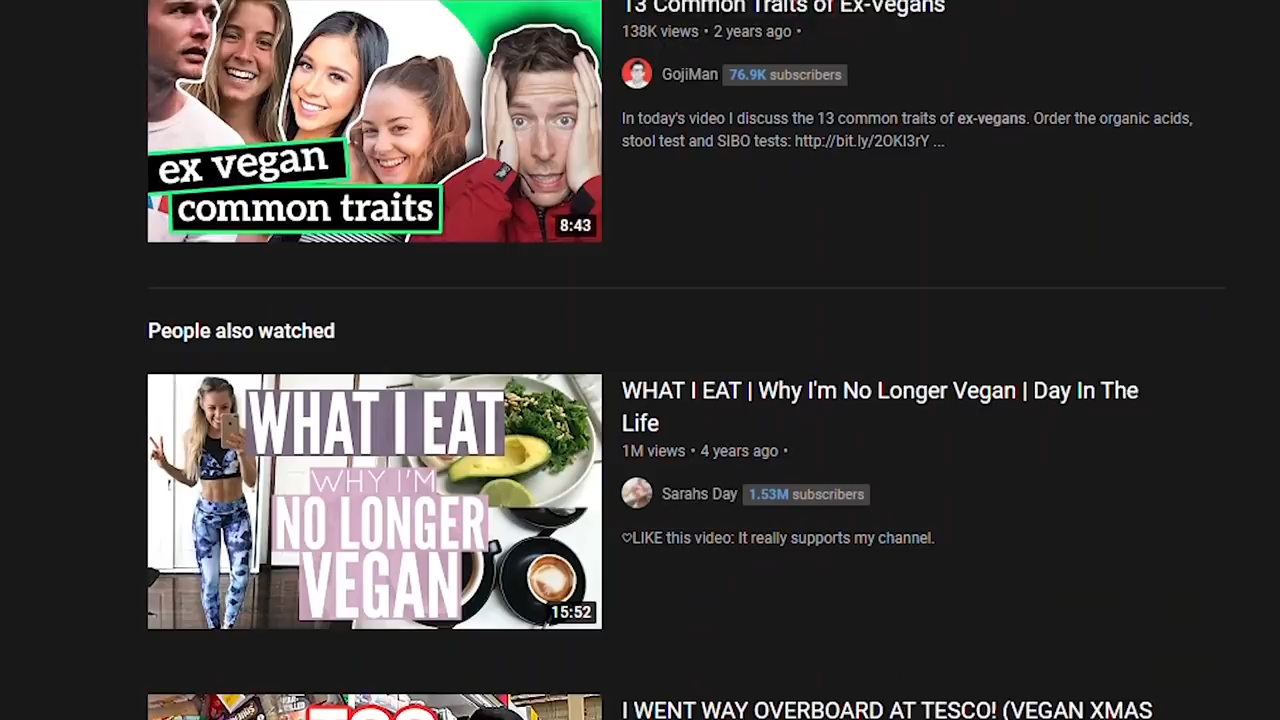 13 Common Traits of Ex-Vegans
138K views • 2 years ago •
GojiMan 76.9K subscribers
In today's video I discuss the 13 common traits of ex-vegans. Order the organic acids,
stool test and SIBO tests: http://bit.ly/2OKI3rY ...
ex vegan
common traits
8:43
People also watched
WHAT I EAT
WHY I'M
NO LONGER
VEGAN
15:52
WHAT I EAT | Why I'm No Longer Vegan | Day In The
Life
1M views • 4 years ago •
Sarahs Day 1.53M subscribers
♡LIKE this video: It really supports my channel.
I WENT WAY OVERBOARD AT TESCO! (VEGAN XMAS